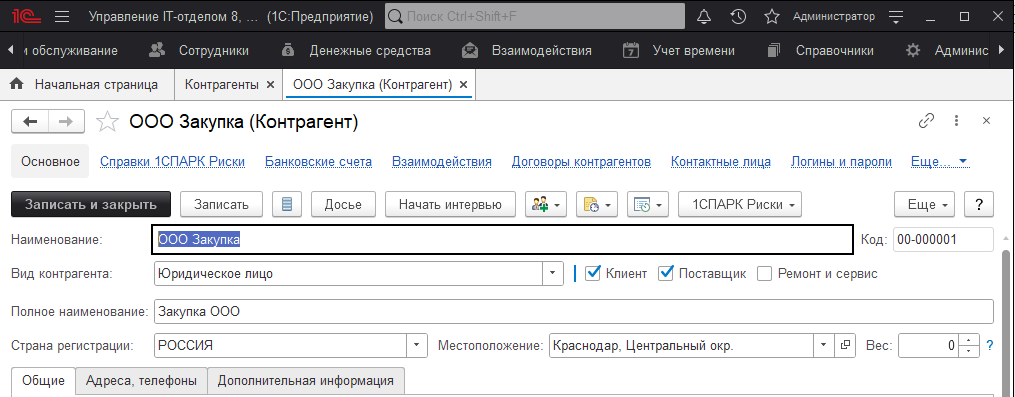 1С Управление IT-отделом 8, ... (1С:Предприятие) Поиск Ctrl+Shift+F Администратор
и обслуживание Сотрудники Денежные средства Взаимодействия 7 Учет времени Справочники Админис
Начальная страница Контрагенты × ООО Закупка (Контрагент) ×
ООО Закупка (Контрагент)
Основное Справки 1СПАРК Риски Банковские счета Взаимодействия Договоры контрагентов Контактные лица Логины и пароли Еще...
Записать и закрыть Записать Досье Начать интервью 1СПАРК Риски Еще ?
Наименование: ООО Закупка Код: 00-000001
Вид контрагента: Юридическое лицо Клиент Поставщик Ремонт и сервис
Полное наименование: Закупка ООО
Страна регистрации: РОССИЯ Местоположение: Краснодар, Центральный окр. Вес: 0 ?
Общие Адреса, телефоны Дополнительная информация